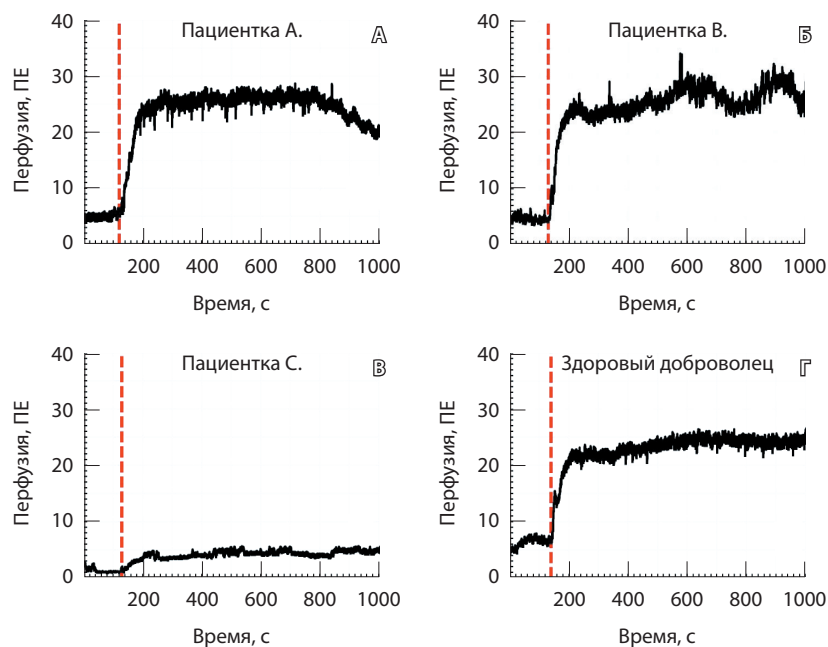 Пациентка А.
А
Перфузия, ПЕ
40
30
20
10
0
200 400 600 800 1000
Время, с
Пациентка В.
Б
Перфузия, ПЕ
40
30
20
10
0
200 400 600 800 1000
Время, с
Пациентка С.
В
Перфузия, ПЕ
40
30
20
10
0
200 400 600 800 1000
Время, с
Здоровый доброволец
Г
Перфузия, ПЕ
40
30
20
10
0
200 400 600 800 1000
Время, с